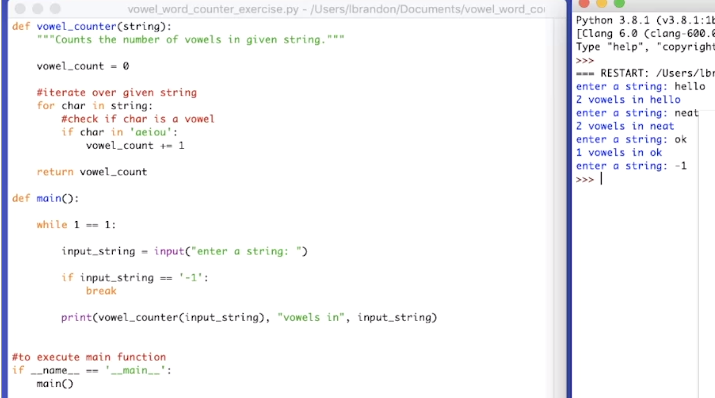 vowel_word_counter_exercise.py - /Users/lbrandon/Documents/vowel_word_cou
def vowel_counter(string):
"""Counts the number of vowels in given string."""
vowel_count = 0
#iterate over given string
for char in string:
#check if char is a vowel
if char in 'aeiou':
vowel_count += 1
return vowel_count
def main():
while 1 == 1:
input_string = input("enter a string: ")
if input_string == '-1':
break
print(vowel_counter(input_string), "vowels in", input_string)
#to execute main function
if __name__ == '__main__':
main()
Python 3.8.1 (v3.8.1:1b
[Clang 6.0 (clang-600.0
Type "help", "copyright
>>>
=== RESTART: /Users/lbr
enter a string: hello
2 vowels in hello
enter a string: neat
2 vowels in neat
enter a string: ok
1 vowels in ok
enter a string: -1
>>>